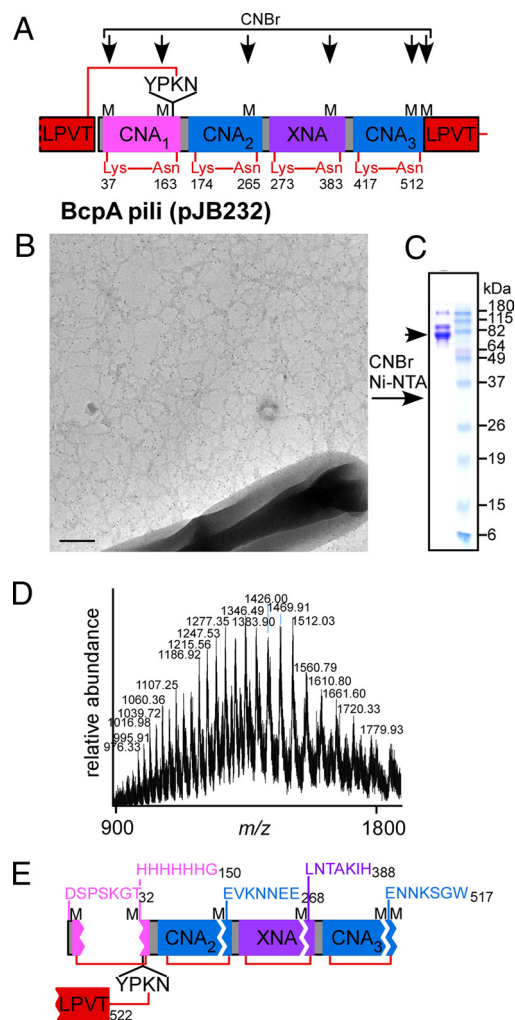 A
CNBr
YPKN
M M M M M M
LPVT CNA1 CNA2 XNA CNA3 LPVT
Lys—Asn Lys—Asn Lys—Asn Lys—Asn
37 163 174 265 273 383 417 512
BcpA pili (pJB232)
B
C
kDa
180
115
82
64
49
37
26
19
15
6
CNBr
Ni-NTA
D
relative abundance
1426.00
1346.49 1469.91
1277.35 1383.90 1512.03
1247.53
1215.56
1186.92 1560.79
1107.25 1610.80
1060.36 1661.60
1039.72 1720.33
1016.98
995.91 1779.93
976.33
900 m/z 1800
E
HHHHHHG150 LNTAKIH388
DSPSKGT32 EVKNNEE268 ENNKSGW517
M M M M M M
CNA2 XNA CNA3
YPKN
LPVT522